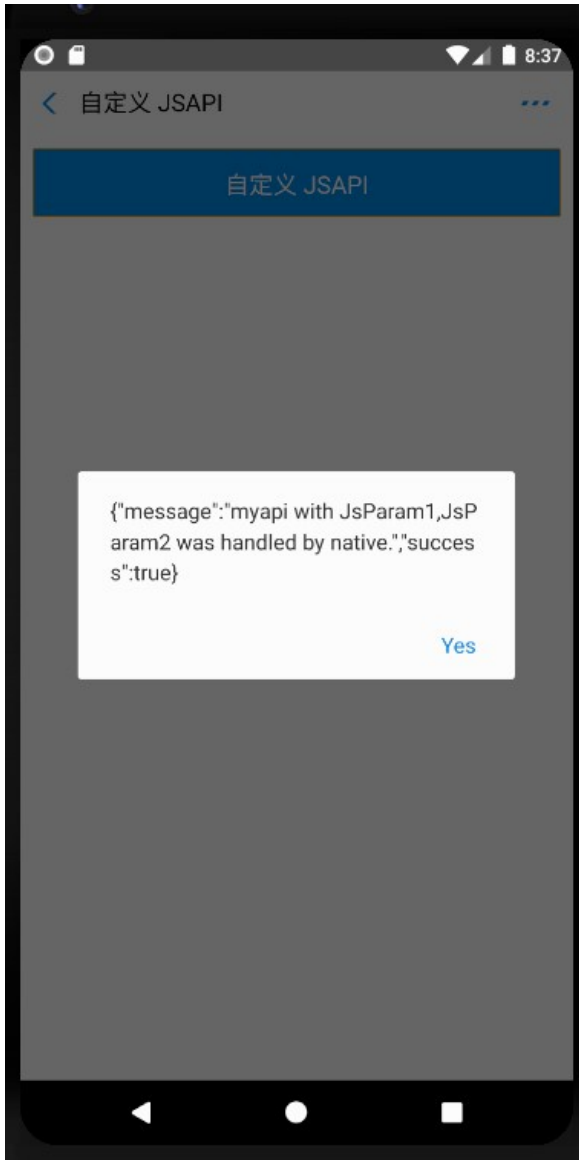 8:37
自定义 JSAPI
自定义 JSAPI
{"message":"myapi with JsParam1,JsP
aram2 was handled by native.","succes
s":true}
Yes